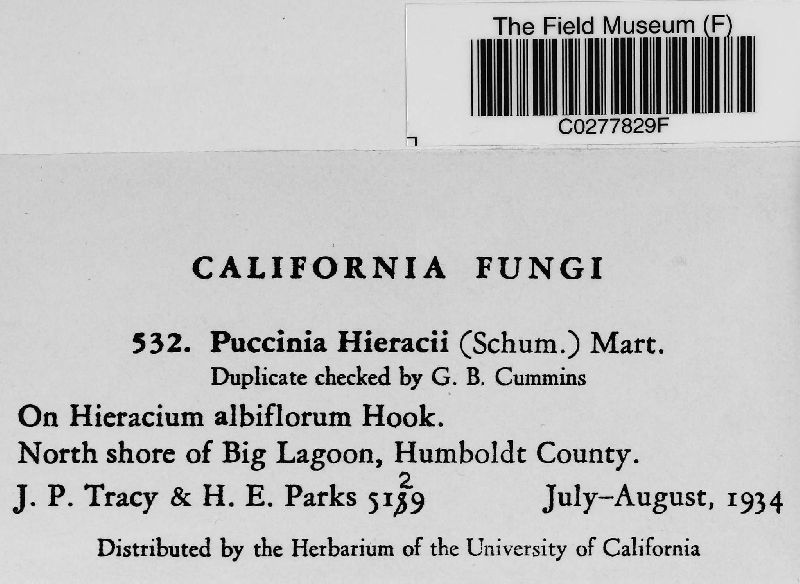 The Field Museum (F)
C0277829F
CALIFORNIA FUNGI
532. Puccinia Hieracii (Schum.) Mart.
Duplicate checked by G. B. Cummins
On Hieracium albiflorum Hook.
North shore of Big Lagoon, Humboldt County.
J. P. Tracy & H. E. Parks 5129 July–August, 1934
Distributed by the Herbarium of the University of California